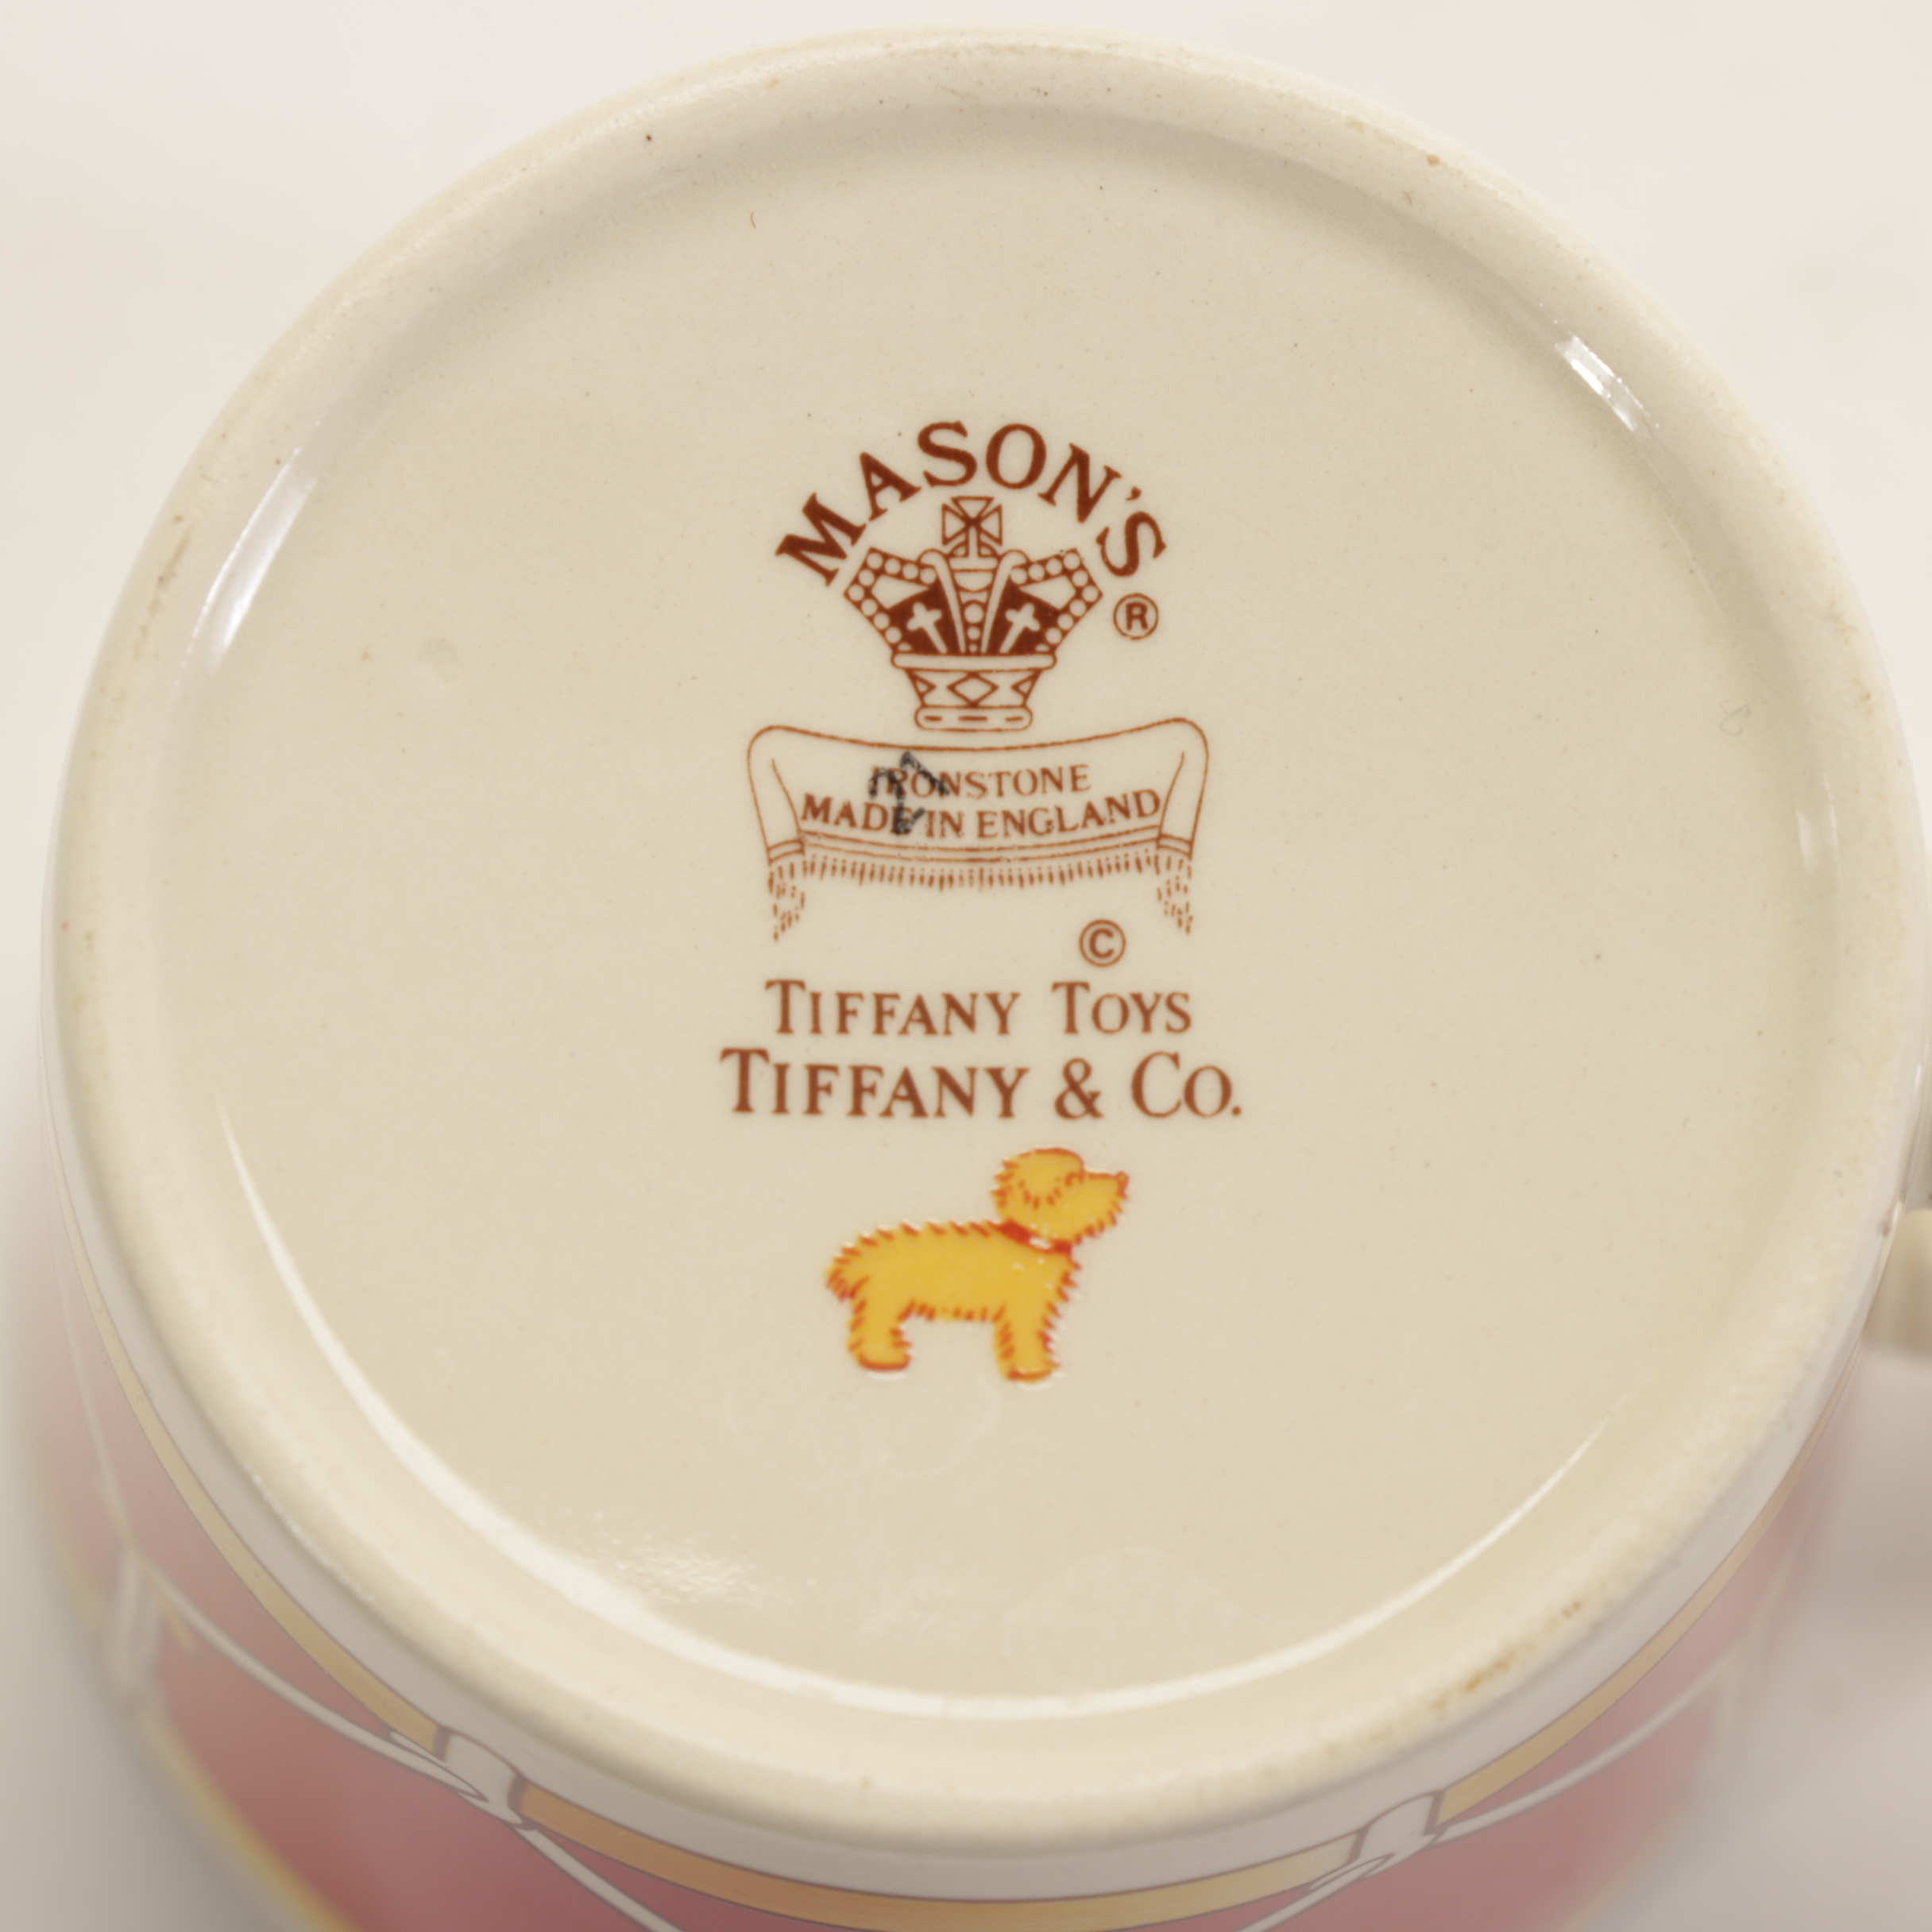 MASON'S
®
IRONSTONE
MADE IN ENGLAND
©
TIFFANY TOYS
TIFFANY & CO.